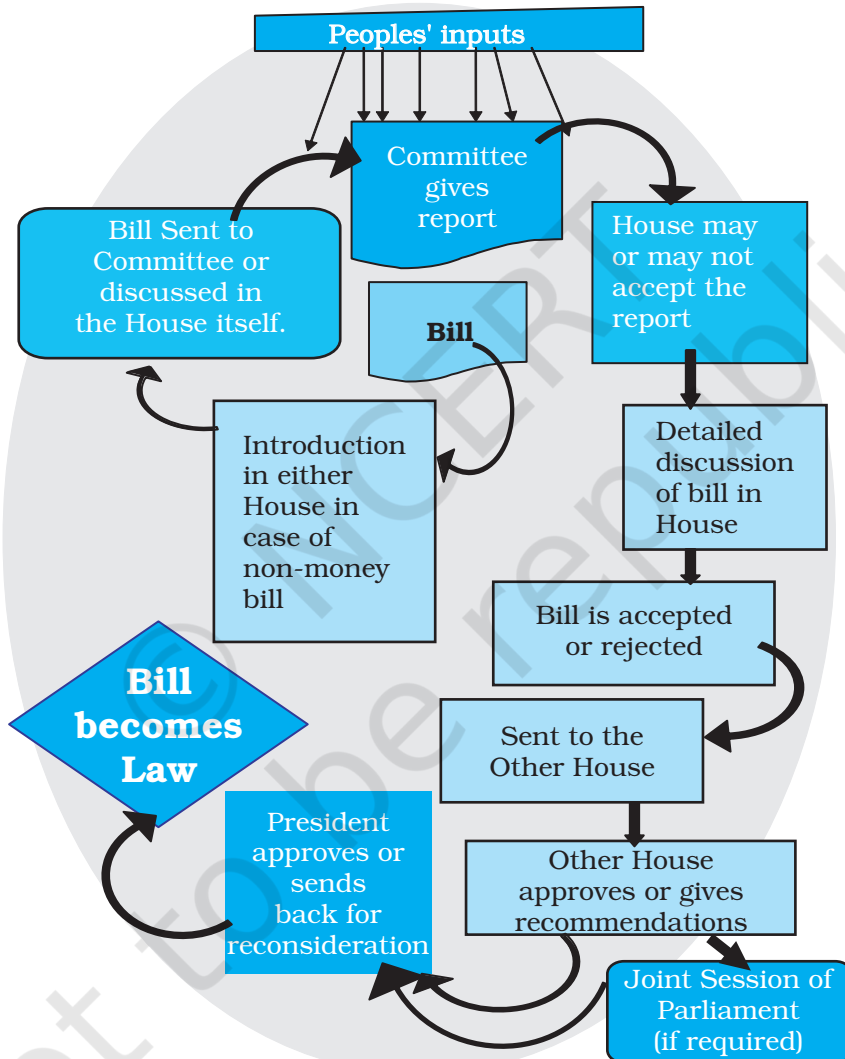 Peoples' inputs
Committee
gives
report
Bill Sent to
Committee or
discussed in
the House itself.
House may
or may not
accept the
report
Bill
Introduction
in either
House in
case of
non-money
bill
Detailed
discussion
of bill in
House
Bill is accepted
or rejected
Sent to the
Other House
Other House
approves or gives
recommendations
Joint Session of
Parliament
(if required)
President
approves or
sends
back for
reconsideration
Bill
becomes
Law
© NCERT
be republi